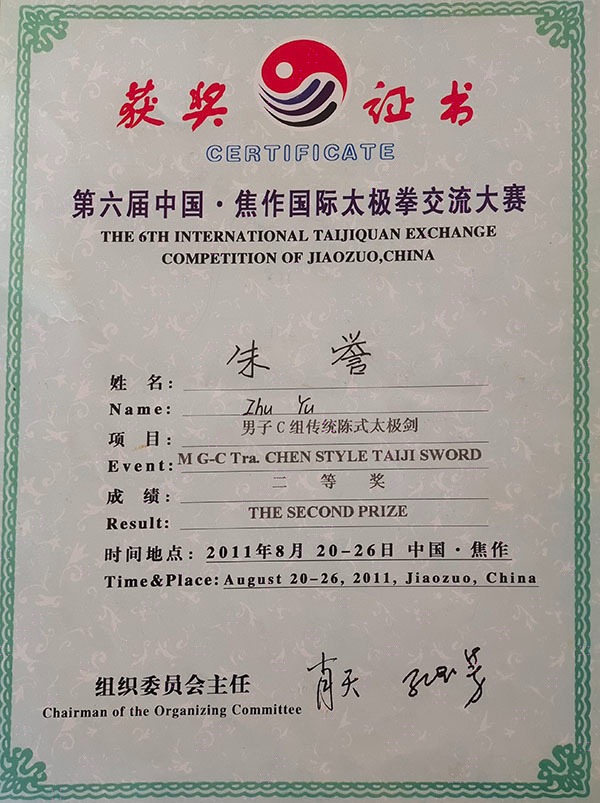 获奖证书
CERTIFICATE
第六届中国·焦作国际太极拳交流大赛
THE 6TH INTERNATIONAL TAIJIQUAN EXCHANGE
COMPETITION OF JIAOZUO,CHINA
姓名: 朱誉
Name: Zhu Yu
项目: 男子C组传统陈式太极剑
Event: M G-C Tra. CHEN STYLE TAIJI SWORD
成绩: 二等奖
Result: THE SECOND PRIZE
时间地点: 2011年8月 20-26日 中国·焦作
Time&Place: August 20-26, 2011, Jiaozuo, China
组织委员会主任 肖天
Chairman of the Organizing Committee